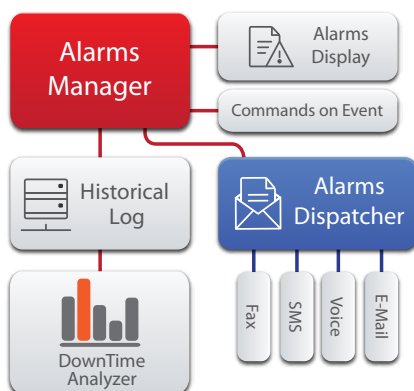 Alarms
Manager
Alarms
Display
Commands on Event
Historical
Log
Alarms
Dispatcher
DownTime
Analyzer
Fax
SMS
Voice
E-Mail